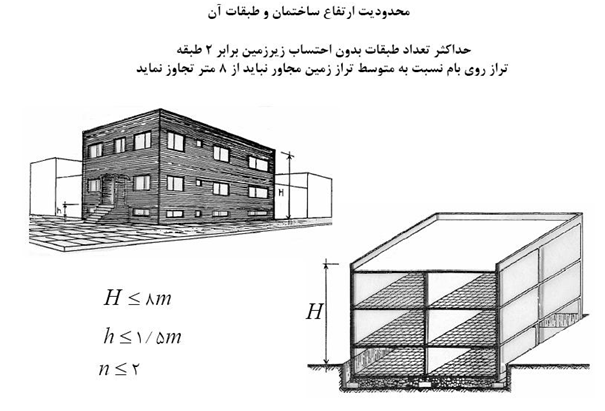 محدودیت ارتفاع ساختمان و طبقات آن
حداکثر تعداد طبقات بدون احتساب زیرزمین برابر ۲ طبقه
تراز روی بام نسبت به متوسط تراز زمین مجاور نباید از ۸ متر تجاوز نماید
H
h
H
H ≤ ۸m
h ≤ ۱/۵m
n ≤ ۲